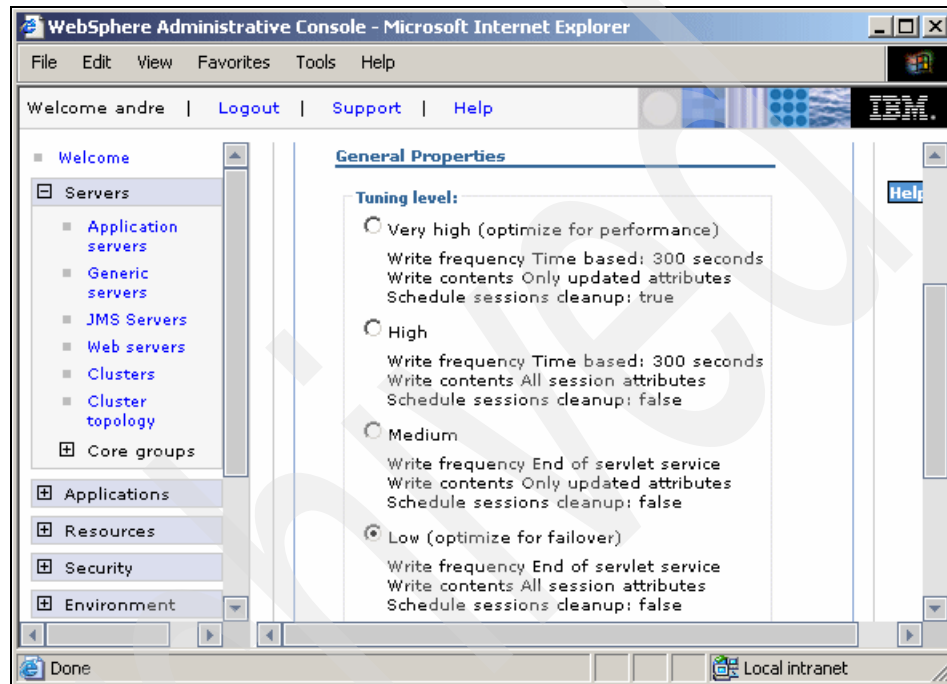 WebSphere Administrative Console - Microsoft Internet Explorer
File Edit View Favorites Tools Help
Welcome andre | Logout | Support | Help
IBM.
Welcome
Servers
Application
servers
Generic
servers
JMS Servers
Web servers
Clusters
Cluster
topology
Core groups
Applications
Resources
Security
Environment
General Properties
Tuning level:
Very high (optimize for performance)
Write frequency Time based: 300 seconds
Write contents Only updated attributes
Schedule sessions cleanup: true
High
Write frequency Time based: 300 seconds
Write contents All session attributes
Schedule sessions cleanup: false
Medium
Write frequency End of servlet service
Write contents Only updated attributes
Schedule sessions cleanup: false
Low (optimize for failover)
Write frequency End of servlet service
Write contents All session attributes
Schedule sessions cleanup: false
Help
Done
Local intranet